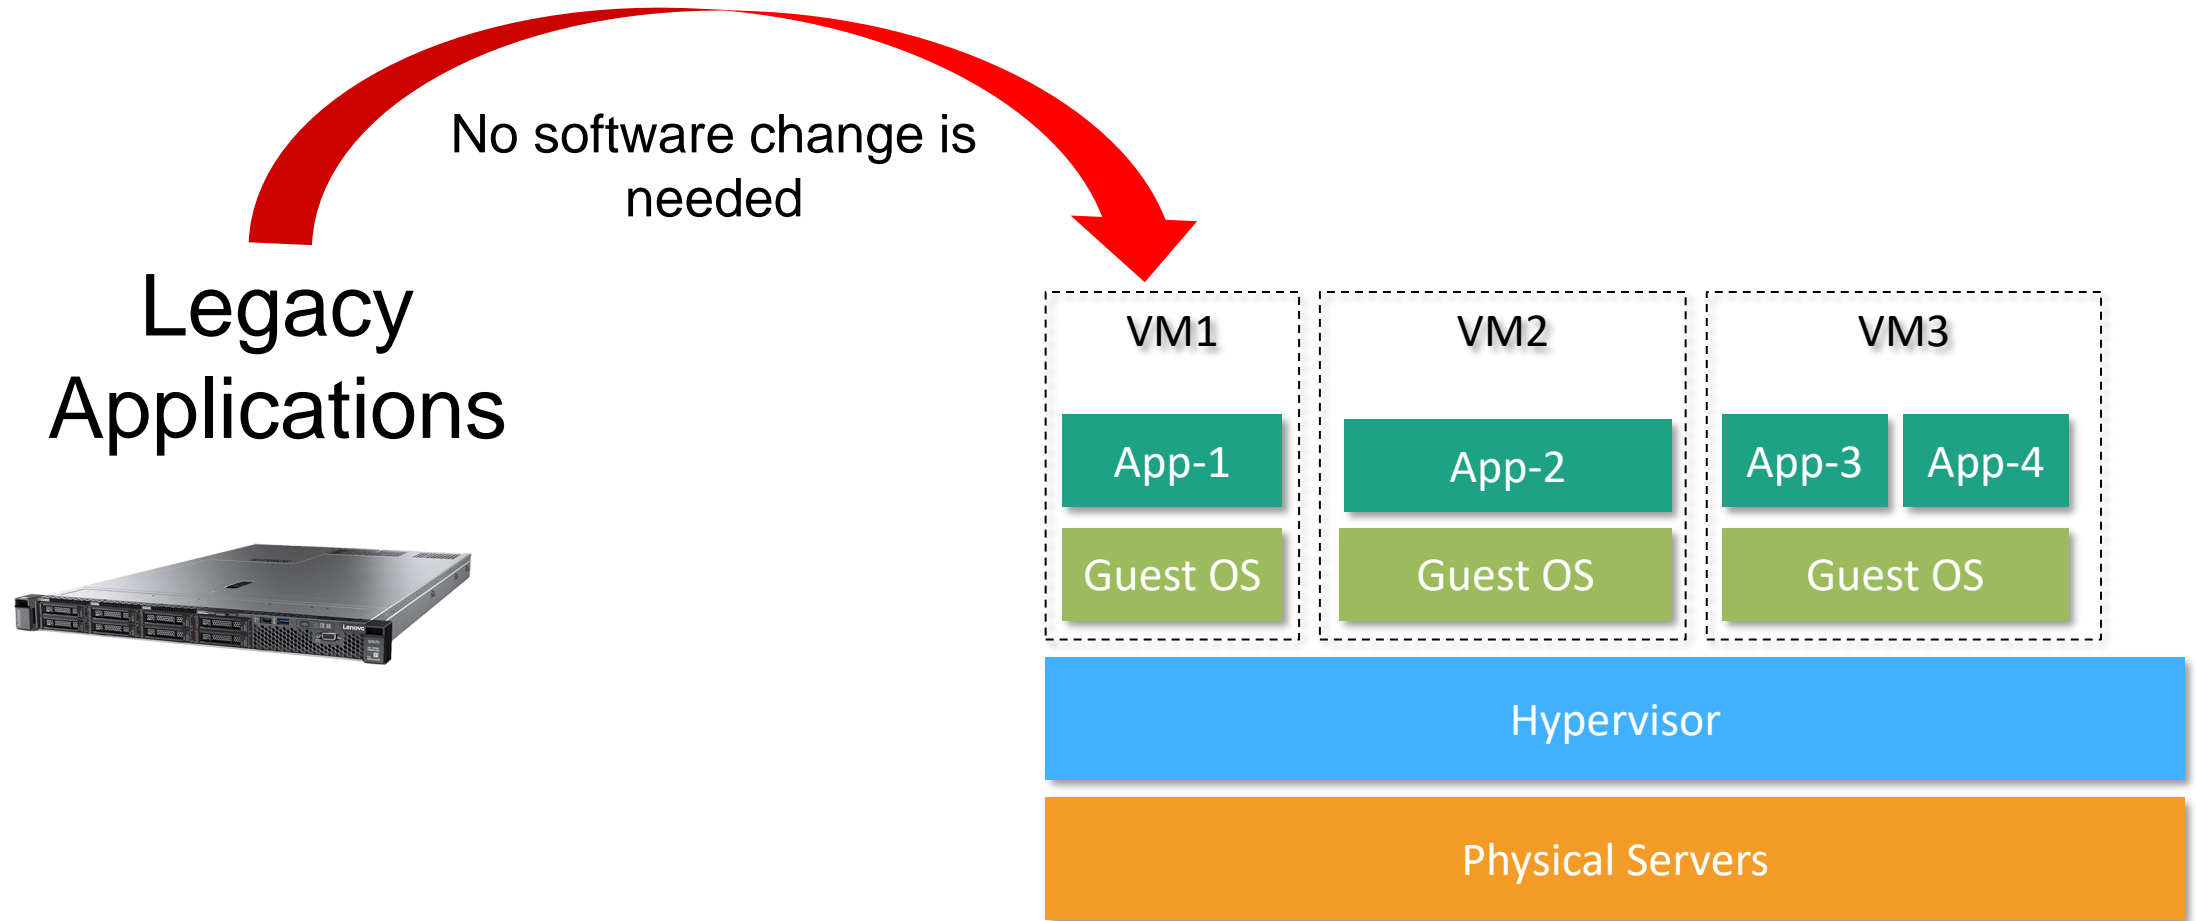 No software change is
needed
Legacy
Applications
VM1
VM2
VM3
App-1
App-2
App-3
App-4
Guest OS
Guest OS
Guest OS
Hypervisor
Physical Servers
Lenovo